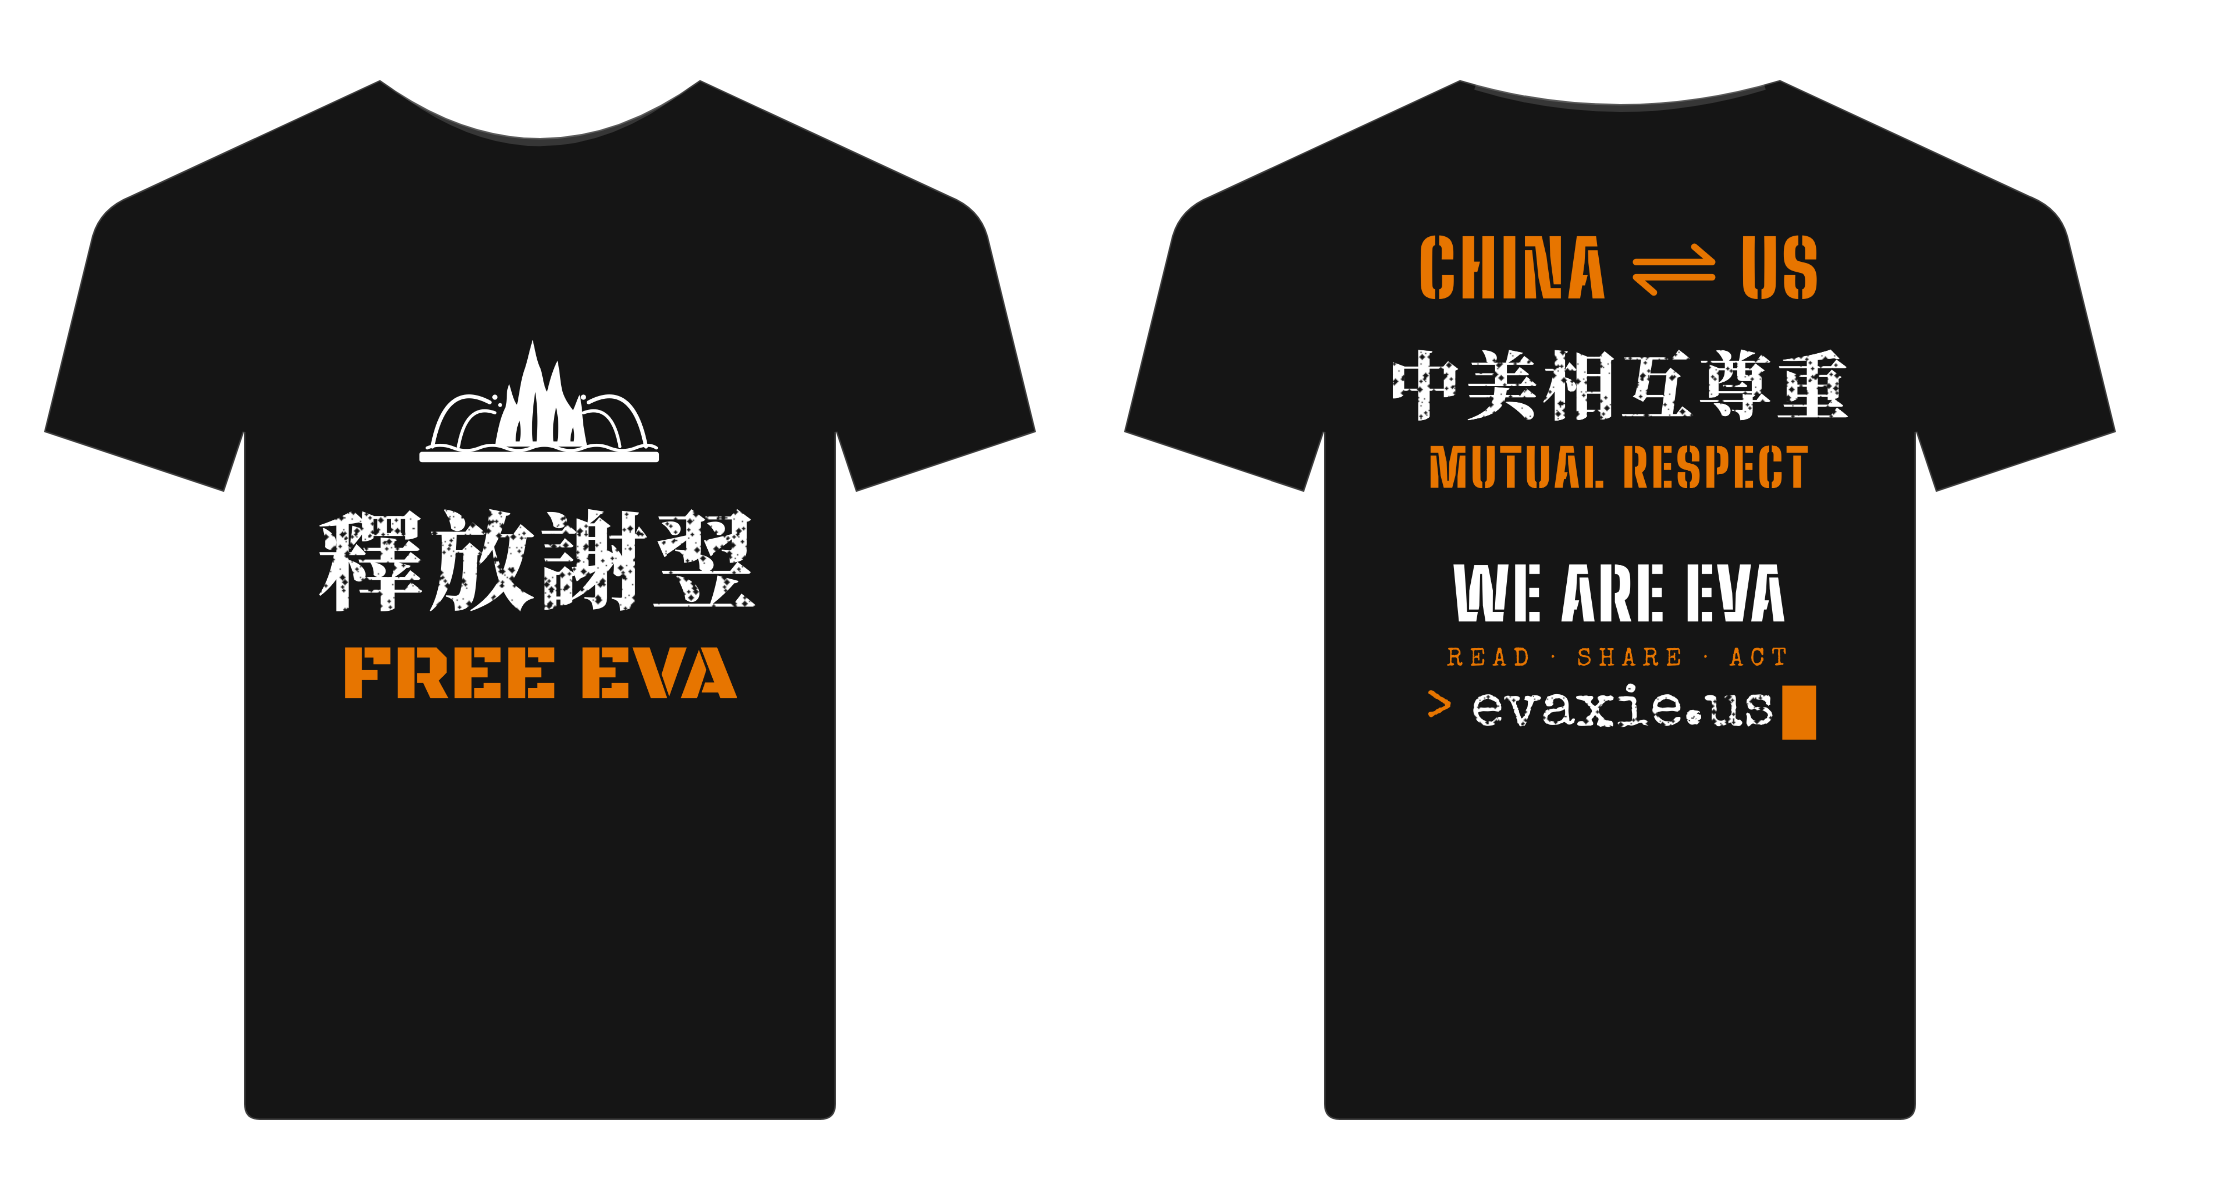 釋放謝翌
FREE EVA
CHINA ⇌ US
中美相互尊重
MUTUAL RESPECT
WE ARE EVA
READ · SHARE · ACT
> evaxie.us